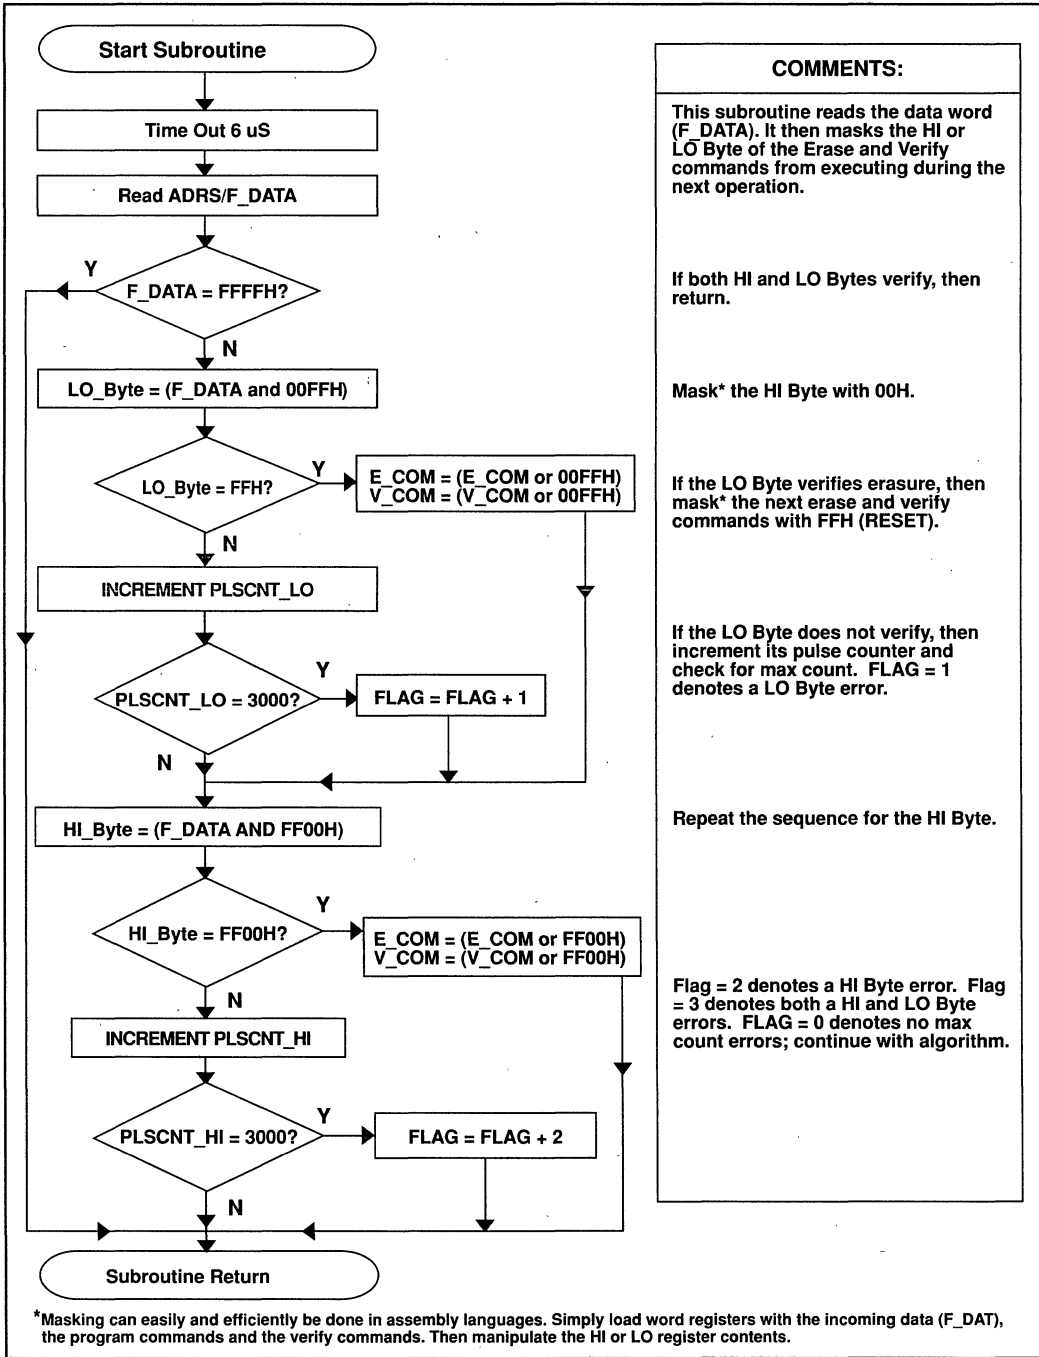 Start Subroutine
Time Out 6 uS
Read ADRS/F_DATA
Y
F_DATA = FFFFH?
N
LO_Byte = (F_DATA and 00FFH)
LO_Byte = FFH?
Y
E_COM = (E_COM or 00FFH)
V_COM = (V_COM or 00FFH)
N
INCREMENT PLSCNT_LO
PLSCNT_LO = 3000?
Y
FLAG = FLAG + 1
N
HI_Byte = (F_DATA AND FF00H)
HI_Byte = FF00H?
Y
E_COM = (E_COM or FF00H)
V_COM = (V_COM or FF00H)
N
INCREMENT PLSCNT_HI
PLSCNT_HI = 3000?
Y
FLAG = FLAG + 2
N
Subroutine Return
COMMENTS:
This subroutine reads the data word
(F_DATA). It then masks the HI or
LO Byte of the Erase and Verify
commands from executing during the
next operation.
If both HI and LO Bytes verify, then
return.
Mask* the HI Byte with 00H.
If the LO Byte verifies erasure, then
mask* the next erase and verify
commands with FFH (RESET).
If the LO Byte does not verify, then
increment its pulse counter and
check for max count. FLAG = 1
denotes a LO Byte error.
Repeat the sequence for the HI Byte.
Flag = 2 denotes a HI Byte error. Flag
= 3 denotes both a HI and LO Byte
errors. FLAG = 0 denotes no max
count errors; continue with algorithm.
*Masking can easily and efficiently be done in assembly languages. Simply load word registers with the incoming data (F_DAT),
the program commands and the verify commands. Then manipulate the HI or LO register contents.